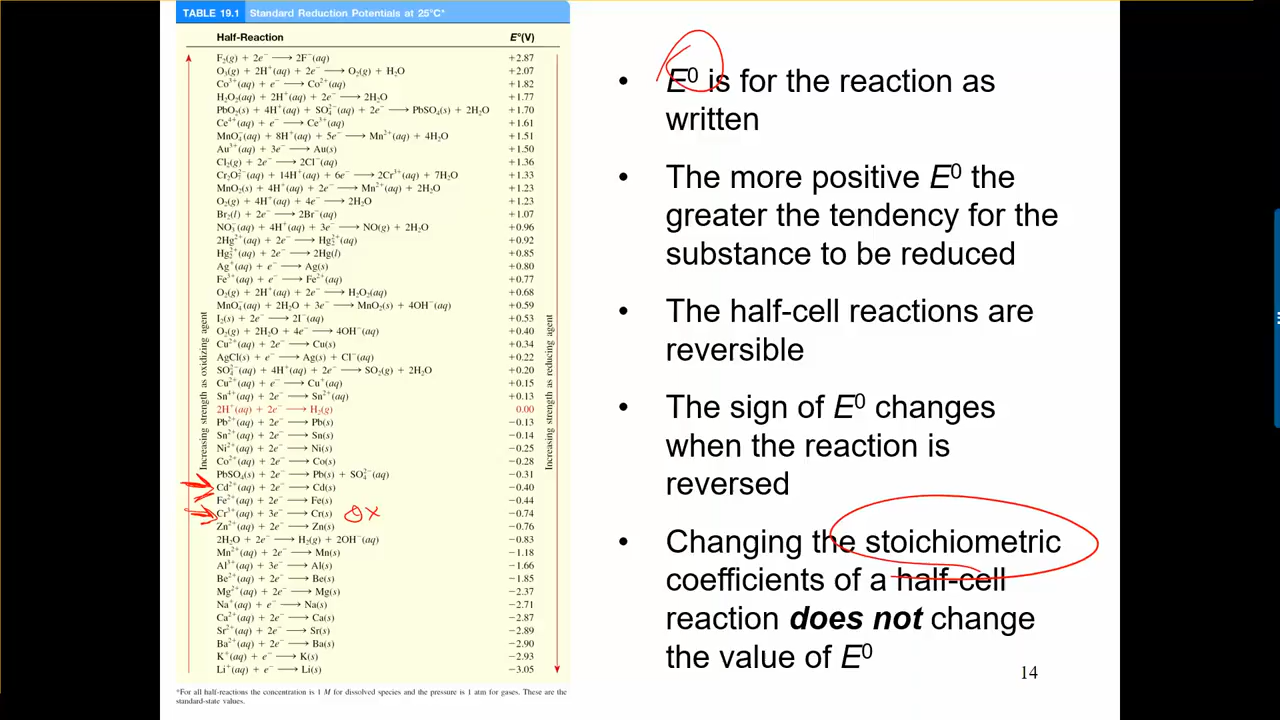 TABLE 19.1 Standard Reduction Potentials at 25°C*
Half-Reaction E°(V)
F₂(g) + 2e⁻ ⟶ 2F⁻(aq) +2.87
O₃(g) + 2H⁺(aq) + 2e⁻ ⟶ O₂(g) + H₂O +2.07
Co³⁺(aq) + e⁻ ⟶ Co²⁺(aq) +1.82
H₂O₂(aq) + 2H⁺(aq) + 2e⁻ ⟶ 2H₂O +1.77
PbO₂(s) + 4H⁺(aq) + SO₄²⁻(aq) + 2e⁻ ⟶ PbSO₄(s) + 2H₂O +1.70
Ce⁴⁺(aq) + e⁻ ⟶ Ce³⁺(aq) +1.61
MnO₄⁻(aq) + 8H⁺(aq) + 5e⁻ ⟶ Mn²⁺(aq) + 4H₂O +1.51
Au³⁺(aq) + 3e⁻ ⟶ Au(s) +1.50
Cl₂(g) + 2e⁻ ⟶ 2Cl⁻(aq) +1.36
Cr₂O₇²⁻(aq) + 14H⁺(aq) + 6e⁻ ⟶ 2Cr³⁺(aq) + 7H₂O +1.33
MnO₂(s) + 4H⁺(aq) + 2e⁻ ⟶ Mn²⁺(aq) + 2H₂O +1.23
O₂(g) + 4H⁺(aq) + 4e⁻ ⟶ 2H₂O +1.23
Br₂(l) + 2e⁻ ⟶ 2Br⁻(aq) +1.07
NO₃⁻(aq) + 4H⁺(aq) + 3e⁻ ⟶ NO(g) + 2H₂O +0.96
2Hg²⁺(aq) + 2e⁻ ⟶ Hg₂²⁺(aq) +0.92
Hg₂²⁺(aq) + 2e⁻ ⟶ 2Hg(l) +0.85
Ag⁺(aq) + e⁻ ⟶ Ag(s) +0.80
Fe³⁺(aq) + e⁻ ⟶ Fe²⁺(aq) +0.77
O₂(g) + 2H⁺(aq) + 2e⁻ ⟶ H₂O₂(aq) +0.68
MnO₄⁻(aq) + 2H₂O + 3e⁻ ⟶ MnO₂(s) + 4OH⁻(aq) +0.59
I₂(s) + 2e⁻ ⟶ 2I⁻(aq) +0.53
O₂(g) + 2H₂O + 4e⁻ ⟶ 4OH⁻(aq) +0.40
Cu²⁺(aq) + 2e⁻ ⟶ Cu(s) +0.34
AgCl(s) + e⁻ ⟶ Ag(s) + Cl⁻(aq) +0.22
SO₄²⁻(aq) + 4H⁺(aq) + 2e⁻ ⟶ SO₂(g) + 2H₂O +0.20
Cu²⁺(aq) + e⁻ ⟶ Cu⁺(aq) +0.15
Sn⁴⁺(aq) + 2e⁻ ⟶ Sn²⁺(aq) +0.13
2H⁺(aq) + 2e⁻ ⟶ H₂(g) 0.00
Pb²⁺(aq) + 2e⁻ ⟶ Pb(s) −0.13
Sn²⁺(aq) + 2e⁻ ⟶ Sn(s) −0.14
Ni²⁺(aq) + 2e⁻ ⟶ Ni(s) −0.25
Co²⁺(aq) + 2e⁻ ⟶ Co(s) −0.28
PbSO₄(s) + 2e⁻ ⟶ Pb(s) + SO₄²⁻(aq) −0.31
Cd²⁺(aq) + 2e⁻ ⟶ Cd(s) −0.40
Fe²⁺(aq) + 2e⁻ ⟶ Fe(s) −0.44
Cr³⁺(aq) + 3e⁻ ⟶ Cr(s) ox −0.74
Zn²⁺(aq) + 2e⁻ ⟶ Zn(s) −0.76
2H₂O + 2e⁻ ⟶ H₂(g) + 2OH⁻(aq) −0.83
Mn²⁺(aq) + 2e⁻ ⟶ Mn(s) −1.18
Al³⁺(aq) + 3e⁻ ⟶ Al(s) −1.66
Be²⁺(aq) + 2e⁻ ⟶ Be(s) −1.85
Mg²⁺(aq) + 2e⁻ ⟶ Mg(s) −2.37
Na⁺(aq) + e⁻ ⟶ Na(s) −2.71
Ca²⁺(aq) + 2e⁻ ⟶ Ca(s) −2.87
Sr²⁺(aq) + 2e⁻ ⟶ Sr(s) −2.89
Ba²⁺(aq) + 2e⁻ ⟶ Ba(s) −2.90
K⁺(aq) + e⁻ ⟶ K(s) −2.93
Li⁺(aq) + e⁻ ⟶ Li(s) −3.05
Increasing strength as oxidizing agent
Increasing strength as reducing agent
*For all half-reactions the concentration is 1 M for dissolved species and the pressure is 1 atm for gases. These are the
standard-state values.
• E⁰ is for the reaction as
written
• The more positive E⁰ the
greater the tendency for the
substance to be reduced
• The half-cell reactions are
reversible
• The sign of E⁰ changes
when the reaction is
reversed
• Changing the stoichiometric
coefficients of a half-cell
reaction does not change
the value of E⁰
14